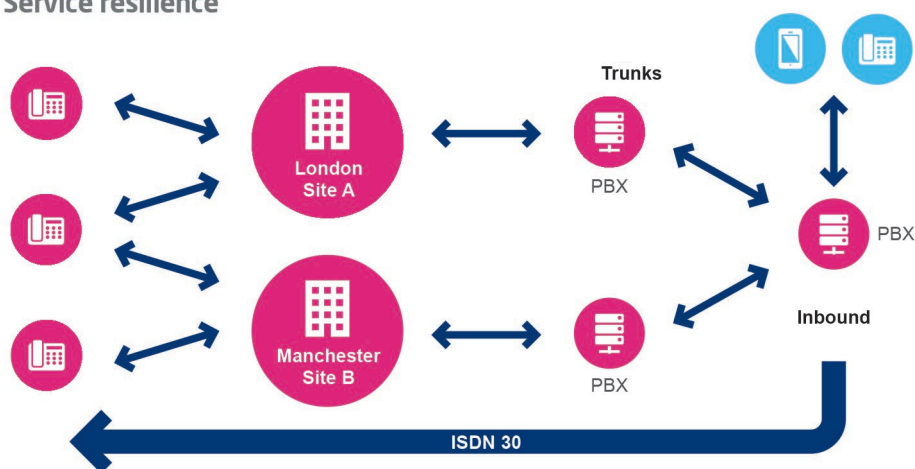 Service resilience
Trunks
London
Site A
PBX
PBX
Inbound
Manchester
Site B
PBX
ISDN 30